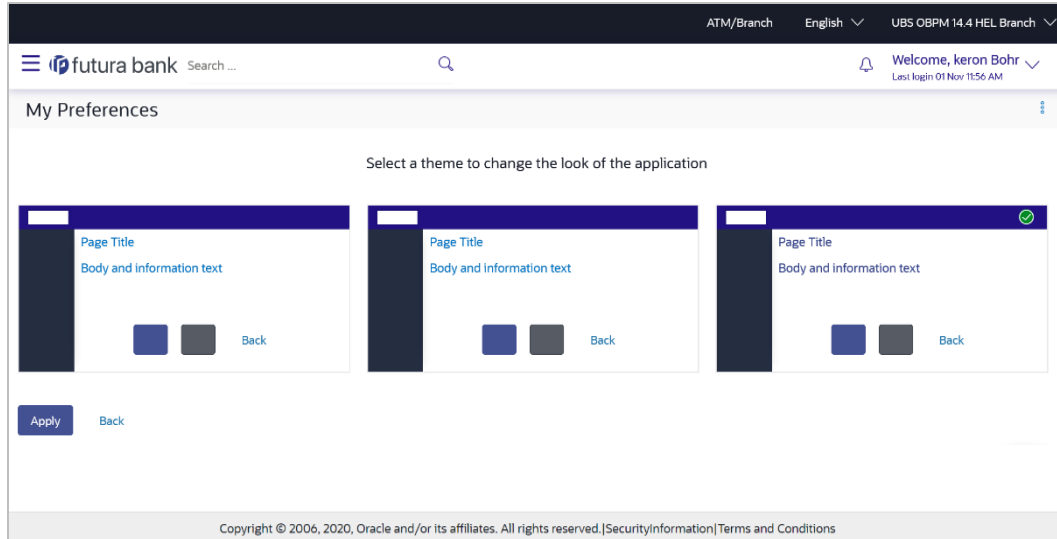 ATM/Branch English UBS OBPM 14.4 HEL Branch
futura bank Search ... Welcome, keron Bohr
Last login 01 Nov 11:56 AM
My Preferences
Select a theme to change the look of the application
Page Title Page Title Page Title
Body and information text Body and information text Body and information text
Back Back Back
Apply Back
Copyright © 2006, 2020, Oracle and/or its affiliates. All rights reserved.|SecurityInformation|Terms and Conditions